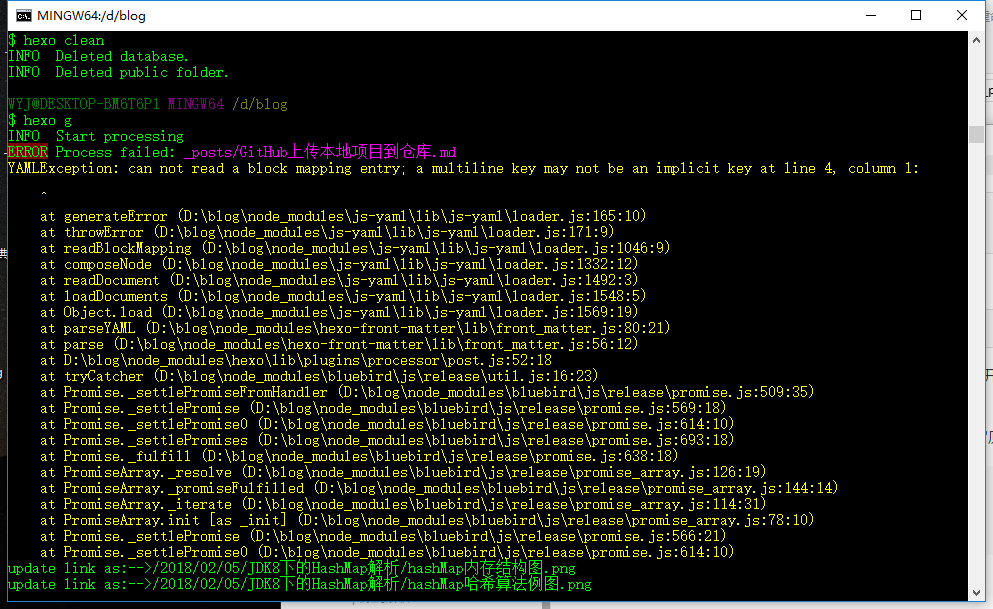 MINGW64:/d/blog
$ hexo clean
INFO  Deleted database.
INFO  Deleted public folder.
WYJ@DESKTOP-BM6T6P1 MINGW64 /d/blog
$ hexo g
INFO  Start processing
ERROR Process failed: _posts/GitHub上传本地项目到仓库.md
YAMLException: can not read a block mapping entry; a multiline key may not be an implicit key at line 4, column 1:
^
at generateError (D:\blog\node_modules\js-yaml\lib\js-yaml\loader.js:165:10)
at throwError (D:\blog\node_modules\js-yaml\lib\js-yaml\loader.js:171:9)
at readBlockMapping (D:\blog\node_modules\js-yaml\lib\js-yaml\loader.js:1046:9)
at composeNode (D:\blog\node_modules\js-yaml\lib\js-yaml\loader.js:1332:12)
at readDocument (D:\blog\node_modules\js-yaml\lib\js-yaml\loader.js:1492:3)
at loadDocuments (D:\blog\node_modules\js-yaml\lib\js-yaml\loader.js:1548:5)
at Object.load (D:\blog\node_modules\js-yaml\lib\js-yaml\loader.js:1569:19)
at parseYAML (D:\blog\node_modules\hexo-front-matter\lib\front_matter.js:80:21)
at parse (D:\blog\node_modules\hexo-front-matter\lib\front_matter.js:56:12)
at D:\blog\node_modules\hexo\lib\plugins\processor\post.js:52:18
at tryCatcher (D:\blog\node_modules\bluebird\js\release\util.js:16:23)
at Promise._settlePromiseFromHandler (D:\blog\node_modules\bluebird\js\release\promise.js:509:35)
at Promise._settlePromise (D:\blog\node_modules\bluebird\js\release\promise.js:569:18)
at Promise._settlePromise0 (D:\blog\node_modules\bluebird\js\release\promise.js:614:10)
at Promise._settlePromises (D:\blog\node_modules\bluebird\js\release\promise.js:693:18)
at Promise._fulfill (D:\blog\node_modules\bluebird\js\release\promise.js:638:18)
at PromiseArray._resolve (D:\blog\node_modules\bluebird\js\release\promise_array.js:126:19)
at PromiseArray._promiseFulfilled (D:\blog\node_modules\bluebird\js\release\promise_array.js:144:14)
at PromiseArray._iterate (D:\blog\node_modules\bluebird\js\release\promise_array.js:114:31)
at PromiseArray.init [as _init] (D:\blog\node_modules\bluebird\js\release\promise_array.js:78:10)
at Promise._settlePromise (D:\blog\node_modules\bluebird\js\release\promise.js:566:21)
at Promise._settlePromise0 (D:\blog\node_modules\bluebird\js\release\promise.js:614:10)
update link as:-->/2018/02/05/JDK8下的HashMap解析/hashMap内存结构图.png
update link as:-->/2018/02/05/JDK8下的HashMap解析/hashMap哈希算法例图.png